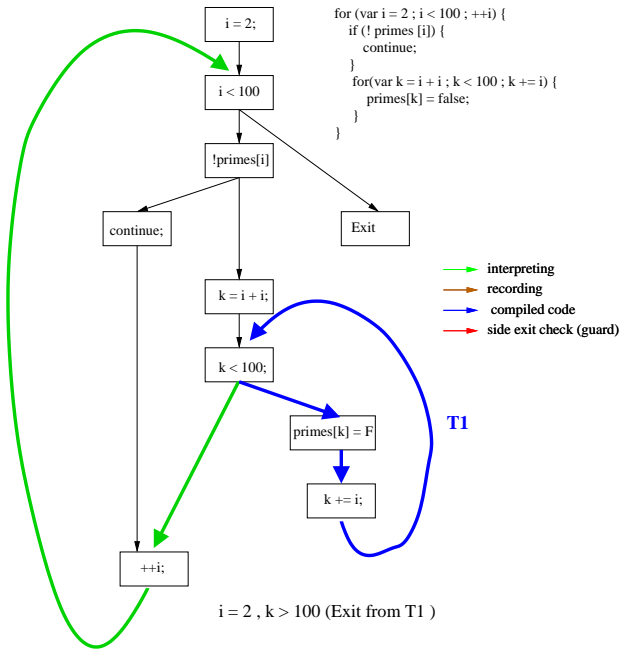 i = 2;
for (var i = 2 ; i < 100 ; ++i) {
if (! primes [i]) {
continue;
}
for(var k = i + i ; k < 100 ; k += i) {
primes[k] = false;
}
}
i < 100
!primes[i]
continue;
Exit
k = i + i;
interpreting
recording
compiled code
side exit check (guard)
k < 100;
primes[k] = F
T1
k += i;
++i;
i = 2 , k > 100 (Exit from T1 )